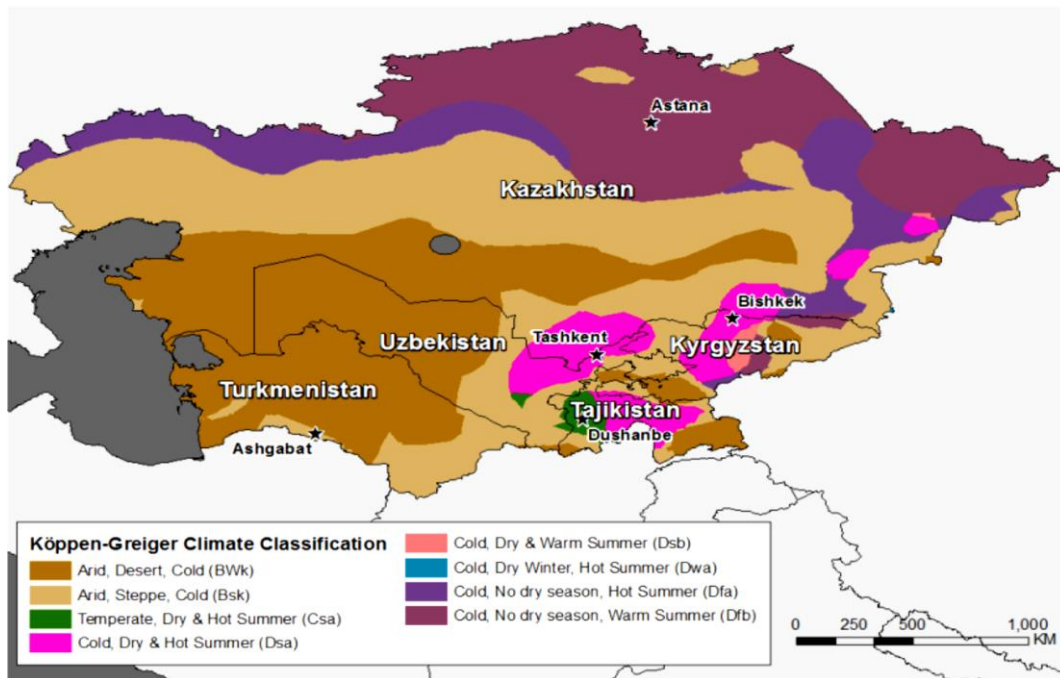 Astana
Kazakhstan
Bishkek
Tashkent
Uzbekistan
Kyrgyzstan
Turkmenistan
Tajikistan
Dushanbe
Ashgabat
Köppen-Greiger Climate Classification
Arid, Desert, Cold (BWk)
Arid, Steppe, Cold (Bsk)
Temperate, Dry & Hot Summer (Csa)
Cold, Dry & Hot Summer (Dsa)
Cold, Dry & Warm Summer (Dsb)
Cold, Dry Winter, Hot Summer (Dwa)
Cold, No dry season, Hot Summer (Dfa)
Cold, No dry season, Warm Summer (Dfb)
0 250 500 1,000
KM